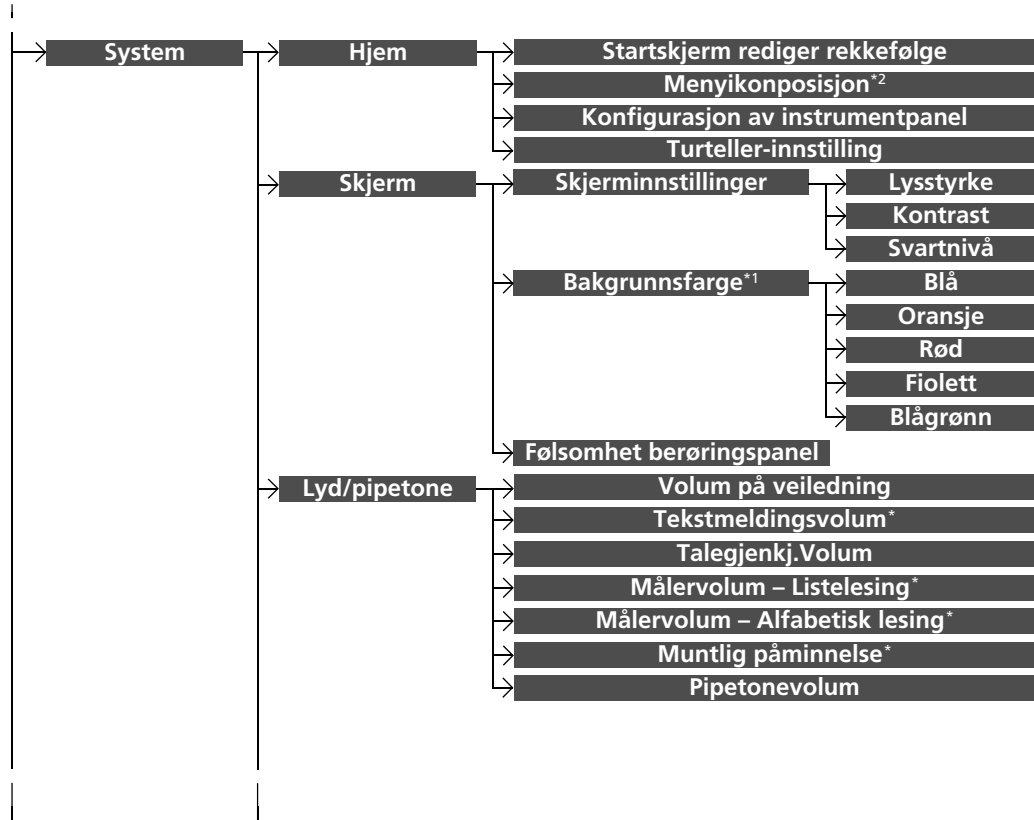 System
Hjem
Startskjerm rediger rekkefølge
Menyikonposisjon*2
Konfigurasjon av instrumentpanel
Turteller-innstilling
Skjerm
Skjerminnstillinger
Lysstyrke
Kontrast
Svartnivå
Bakgrunnsfarge*1
Blå
Oransje
Rød
Fiolett
Blågrønn
Følsomhet berøringspanel
Lyd/pipetone
Volum på veiledning
Tekstmeldingsvolum*
Talegjenkj.Volum
Målervolum – Listelesing*
Målervolum – Alfabetisk lesing*
Muntlig påminnelse*
Pipetonevolum